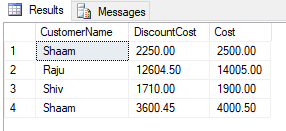 Results Messages
CustomerName DiscountCost Cost
1 Shaam 2250.00 2500.00
2 Raju 12604.50 14005.00
3 Shiv 1710.00 1900.00
4 Shaam 3600.45 4000.50